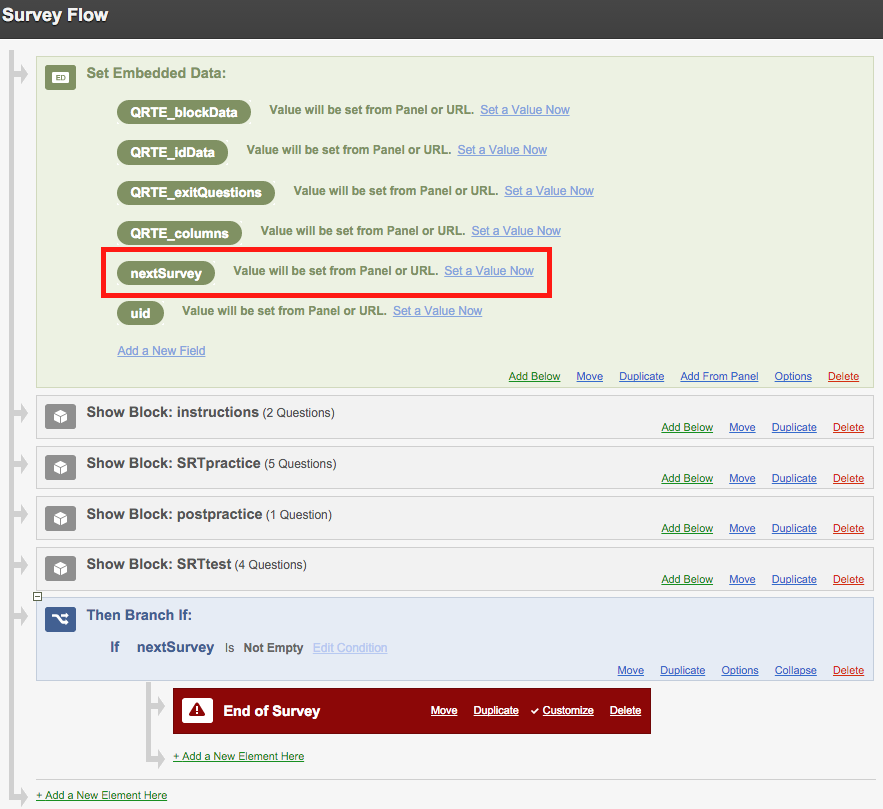 Survey Flow
ED
Set Embedded Data:
QRTE_blockData Value will be set from Panel or URL. Set a Value Now
QRTE_idData Value will be set from Panel or URL. Set a Value Now
QRTE_exitQuestions Value will be set from Panel or URL. Set a Value Now
QRTE_columns Value will be set from Panel or URL. Set a Value Now
nextSurvey Value will be set from Panel or URL. Set a Value Now
uid Value will be set from Panel or URL. Set a Value Now
Add a New Field
Add Below Move Duplicate Add From Panel Options Delete
Show Block: instructions (2 Questions)
Add Below Move Duplicate Delete
Show Block: SRTpractice (5 Questions)
Add Below Move Duplicate Delete
Show Block: postpractice (1 Question)
Add Below Move Duplicate Delete
Show Block: SRTtest (4 Questions)
Add Below Move Duplicate Delete
Then Branch If:
If nextSurvey Is Not Empty Edit Condition
Move Duplicate Options Collapse Delete
End of Survey Move Duplicate ✓ Customize Delete
+ Add a New Element Here
+ Add a New Element Here